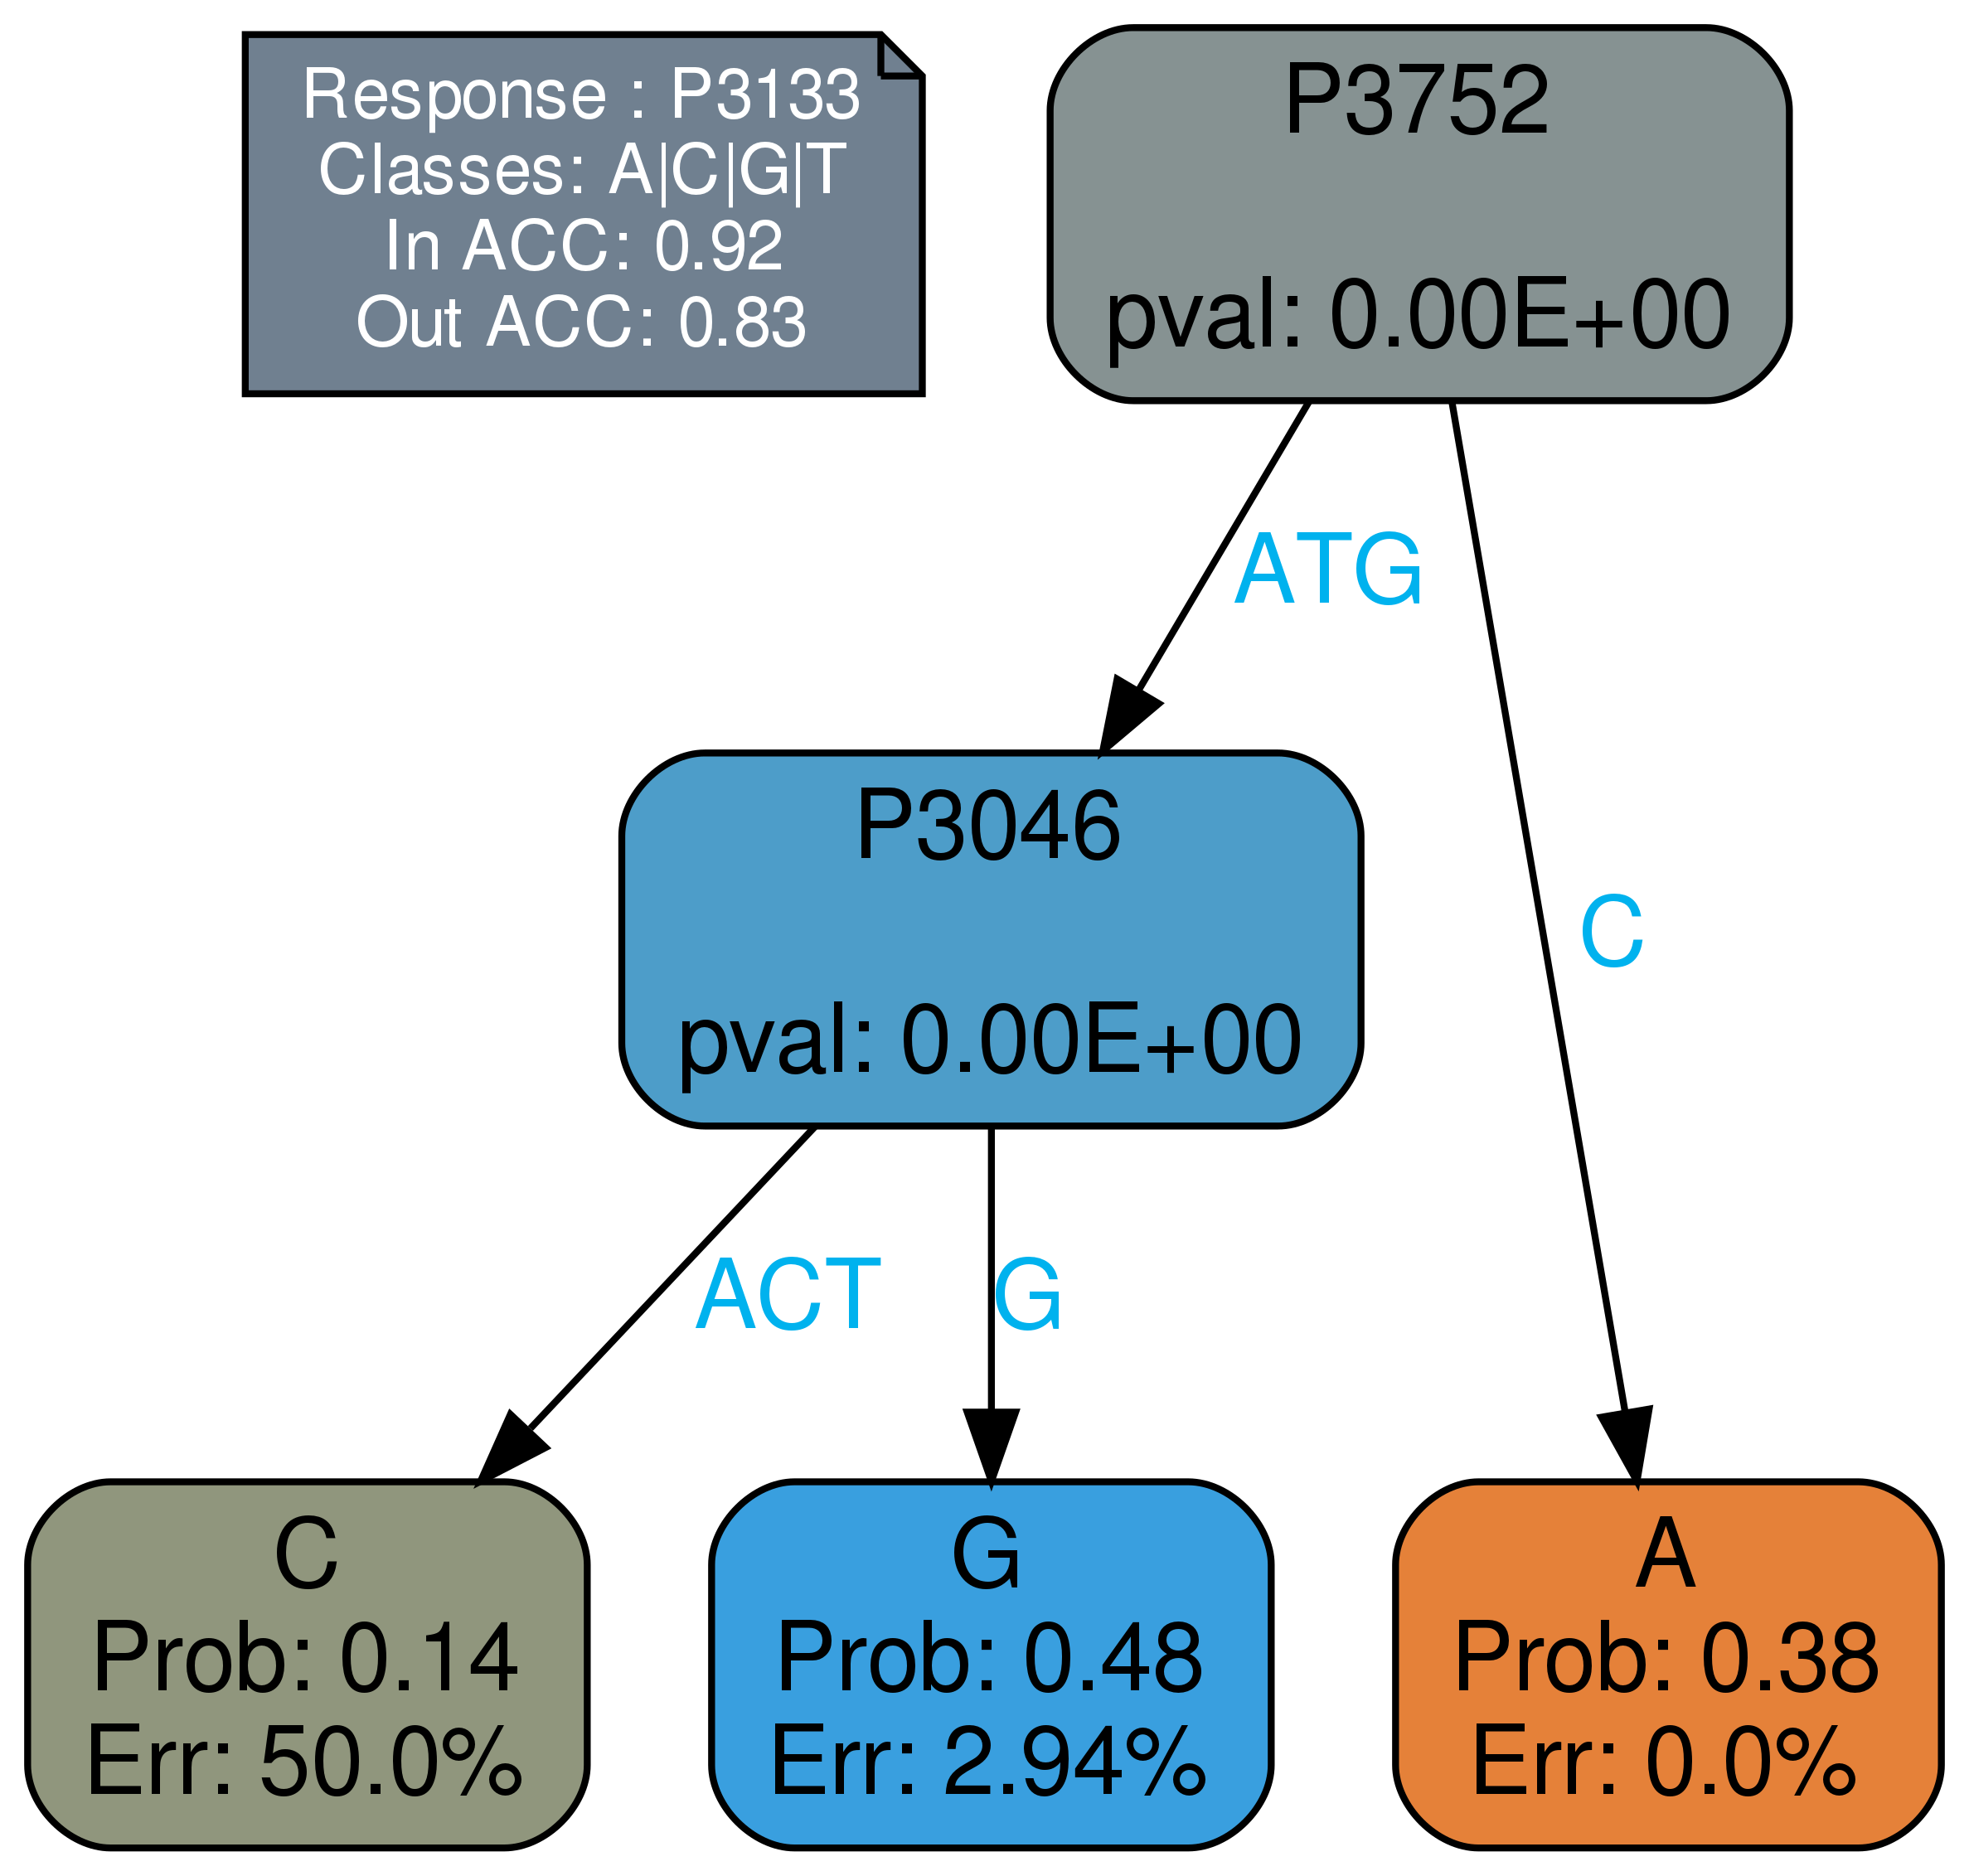 Response : P3133
Classes: A|C|G|T
In ACC: 0.92
Out ACC: 0.83
P3752
pval: 0.00E+00
ATG
C
P3046
pval: 0.00E+00
ACT
G
C
Prob: 0.14
Err: 50.0%
G
Prob: 0.48
Err: 2.94%
A
Prob: 0.38
Err: 0.0%